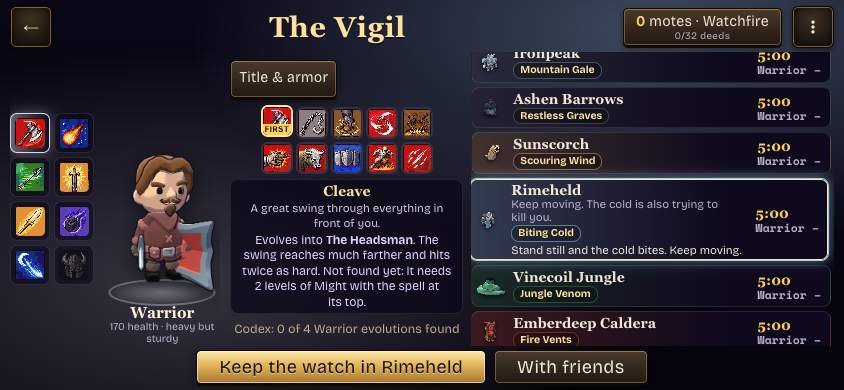 ←
The Vigil
0 motes · Watchfire
0/32 deeds
Title & armor
FIRST
Cleave
A great swing through everything in
front of you.
Evolves into The Headsman. The
swing reaches much farther and hits
twice as hard. Not found yet: it needs
2 levels of Might with the spell at
its top.
Codex: 0 of 4 Warrior evolutions found
Warrior
170 health · heavy but
sturdy
Ironpeak
Mountain Gale
5:00
Warrior –
Ashen Barrows
Restless Graves
5:00
Warrior –
Sunscorch
Scouring Wind
5:00
Warrior –
Rimeheld
Keep moving. The cold is also trying to
kill you.
Biting Cold
Stand still and the cold bites. Keep moving.
5:00
Warrior –
Vinecoil Jungle
Jungle Venom
5:00
Warrior –
Emberdeep Caldera
Fire Vents
5:00
Warrior –
Keep the watch in Rimeheld
With friends